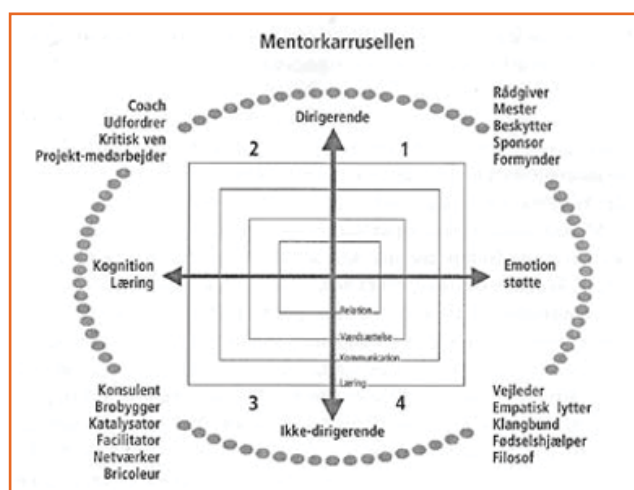 Mentorkarrusellen
Coach
Udfordrer
Kritisk ven
Projekt-medarbejder
Dirigerende
Rådgiver
Mester
Beskytter
Sponsor
Formynder
2
1
Kognition
Læring
Emotion
støtte
Relation
Værdsættelse
Kommunikation
Læring
3
4
Ikke-dirigerende
Konsulent
Brobygger
Katalysator
Facilitator
Netværker
Bricoleur
Vejleder
Empatisk lytter
Klangbund
Fødselshjælper
Filosof